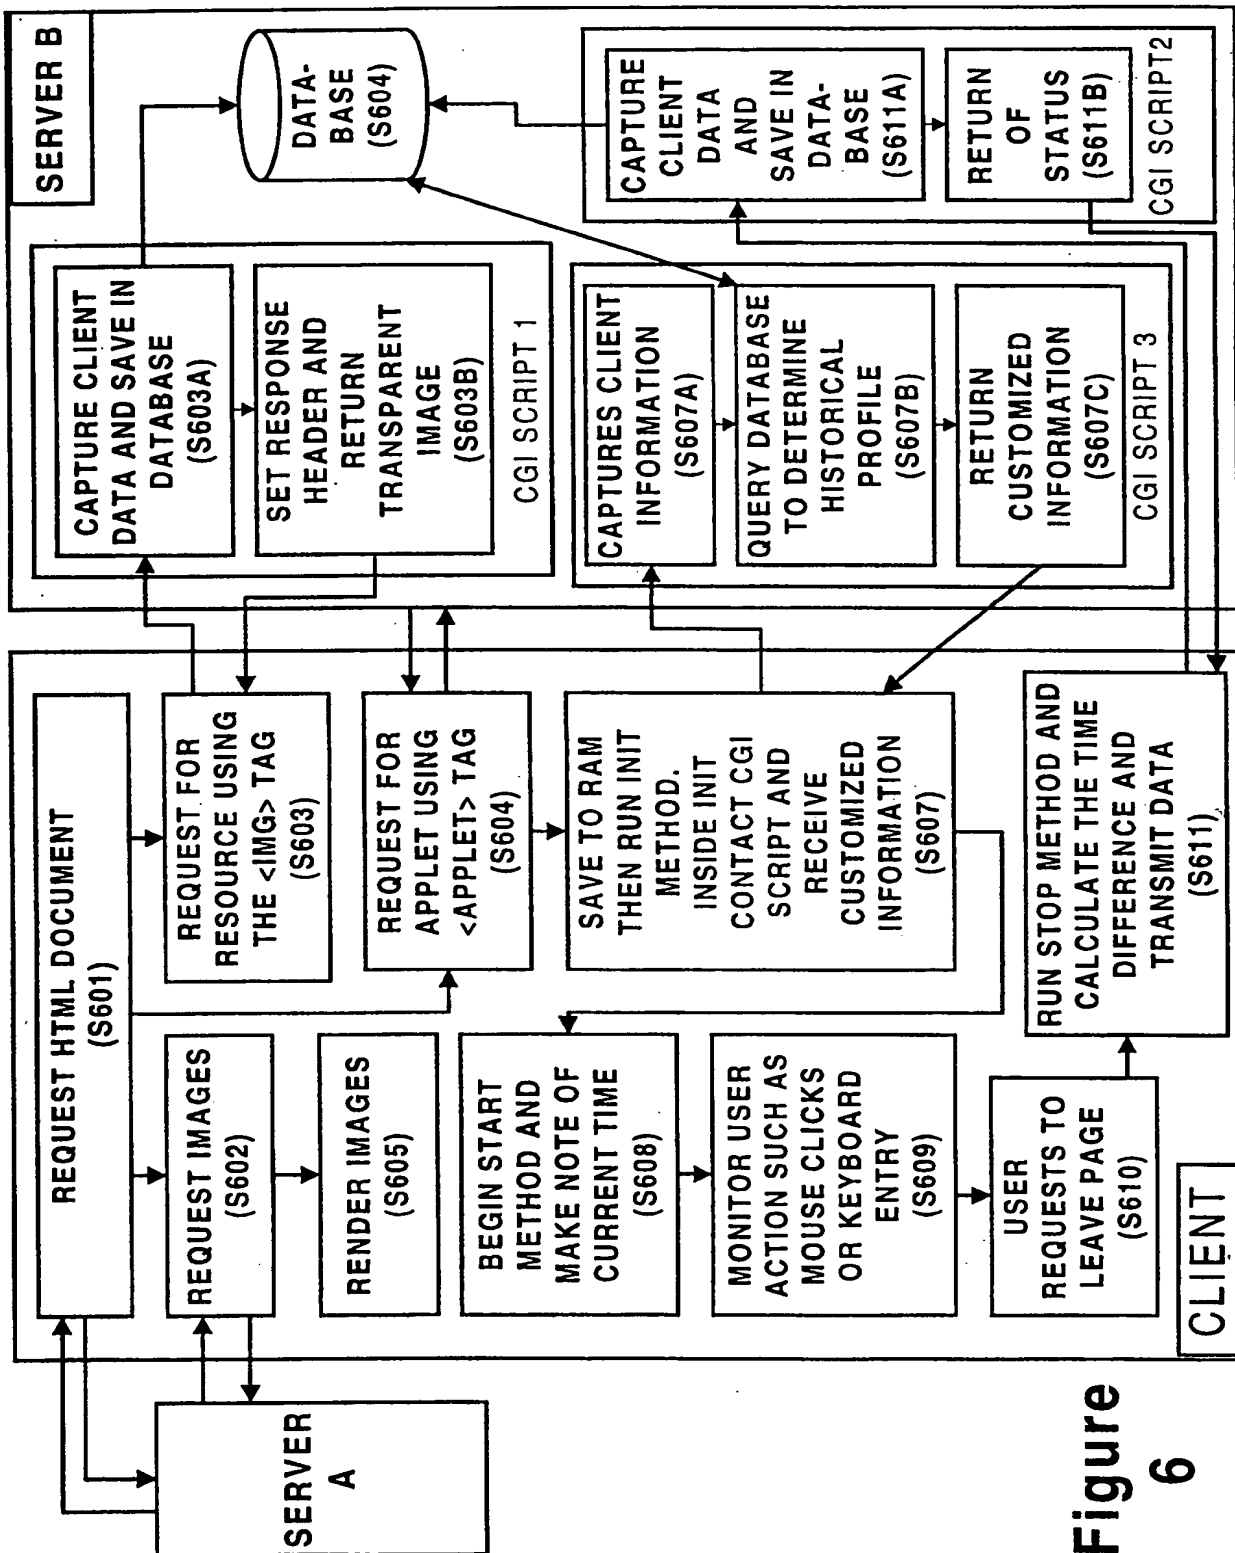 SERVER
A
REQUEST HTML DOCUMENT
(S601)
REQUEST IMAGES
(S602)
RENDER IMAGES
(S605)
REQUEST FOR
RESOURCE USING
THE <IMG> TAG
(S603)
REQUEST FOR
APPLET USING
<APPLET> TAG
(S604)
SAVE TO RAM
THEN RUN INIT
METHOD.
INSIDE INIT
CONTACT CGI
SCRIPT AND
RECEIVE
CUSTOMIZED
INFORMATION
(S607)
BEGIN START
METHOD AND
MAKE NOTE OF
CURRENT TIME
(S608)
MONITOR USER
ACTION SUCH AS
MOUSE CLICKS
OR KEYBOARD
ENTRY
(S609)
USER
REQUESTS TO
LEAVE PAGE
(S610)
RUN STOP METHOD AND
CALCULATE THE TIME
DIFFERENCE AND
TRANSMIT DATA
(S611)
CLIENT
SERVER B
CAPTURE CLIENT
DATA AND SAVE IN
DATABASE
(S603A)
SET RESPONSE
HEADER AND
RETURN
TRANSPARENT
IMAGE
(S603B)
CGI SCRIPT 1
DATA-
BASE
(S604)
CAPTURES CLIENT
INFORMATION
(S607A)
QUERY DATABASE
TO DETERMINE
HISTORICAL
PROFILE
(S607B)
RETURN
CUSTOMIZED
INFORMATION
(S607C)
CGI SCRIPT 3
CAPTURE
CLIENT
DATA
AND
SAVE IN
DATA-
BASE
(S611A)
RETURN
OF
STATUS
(S611B)
CGI SCRIPT2
Figure
6